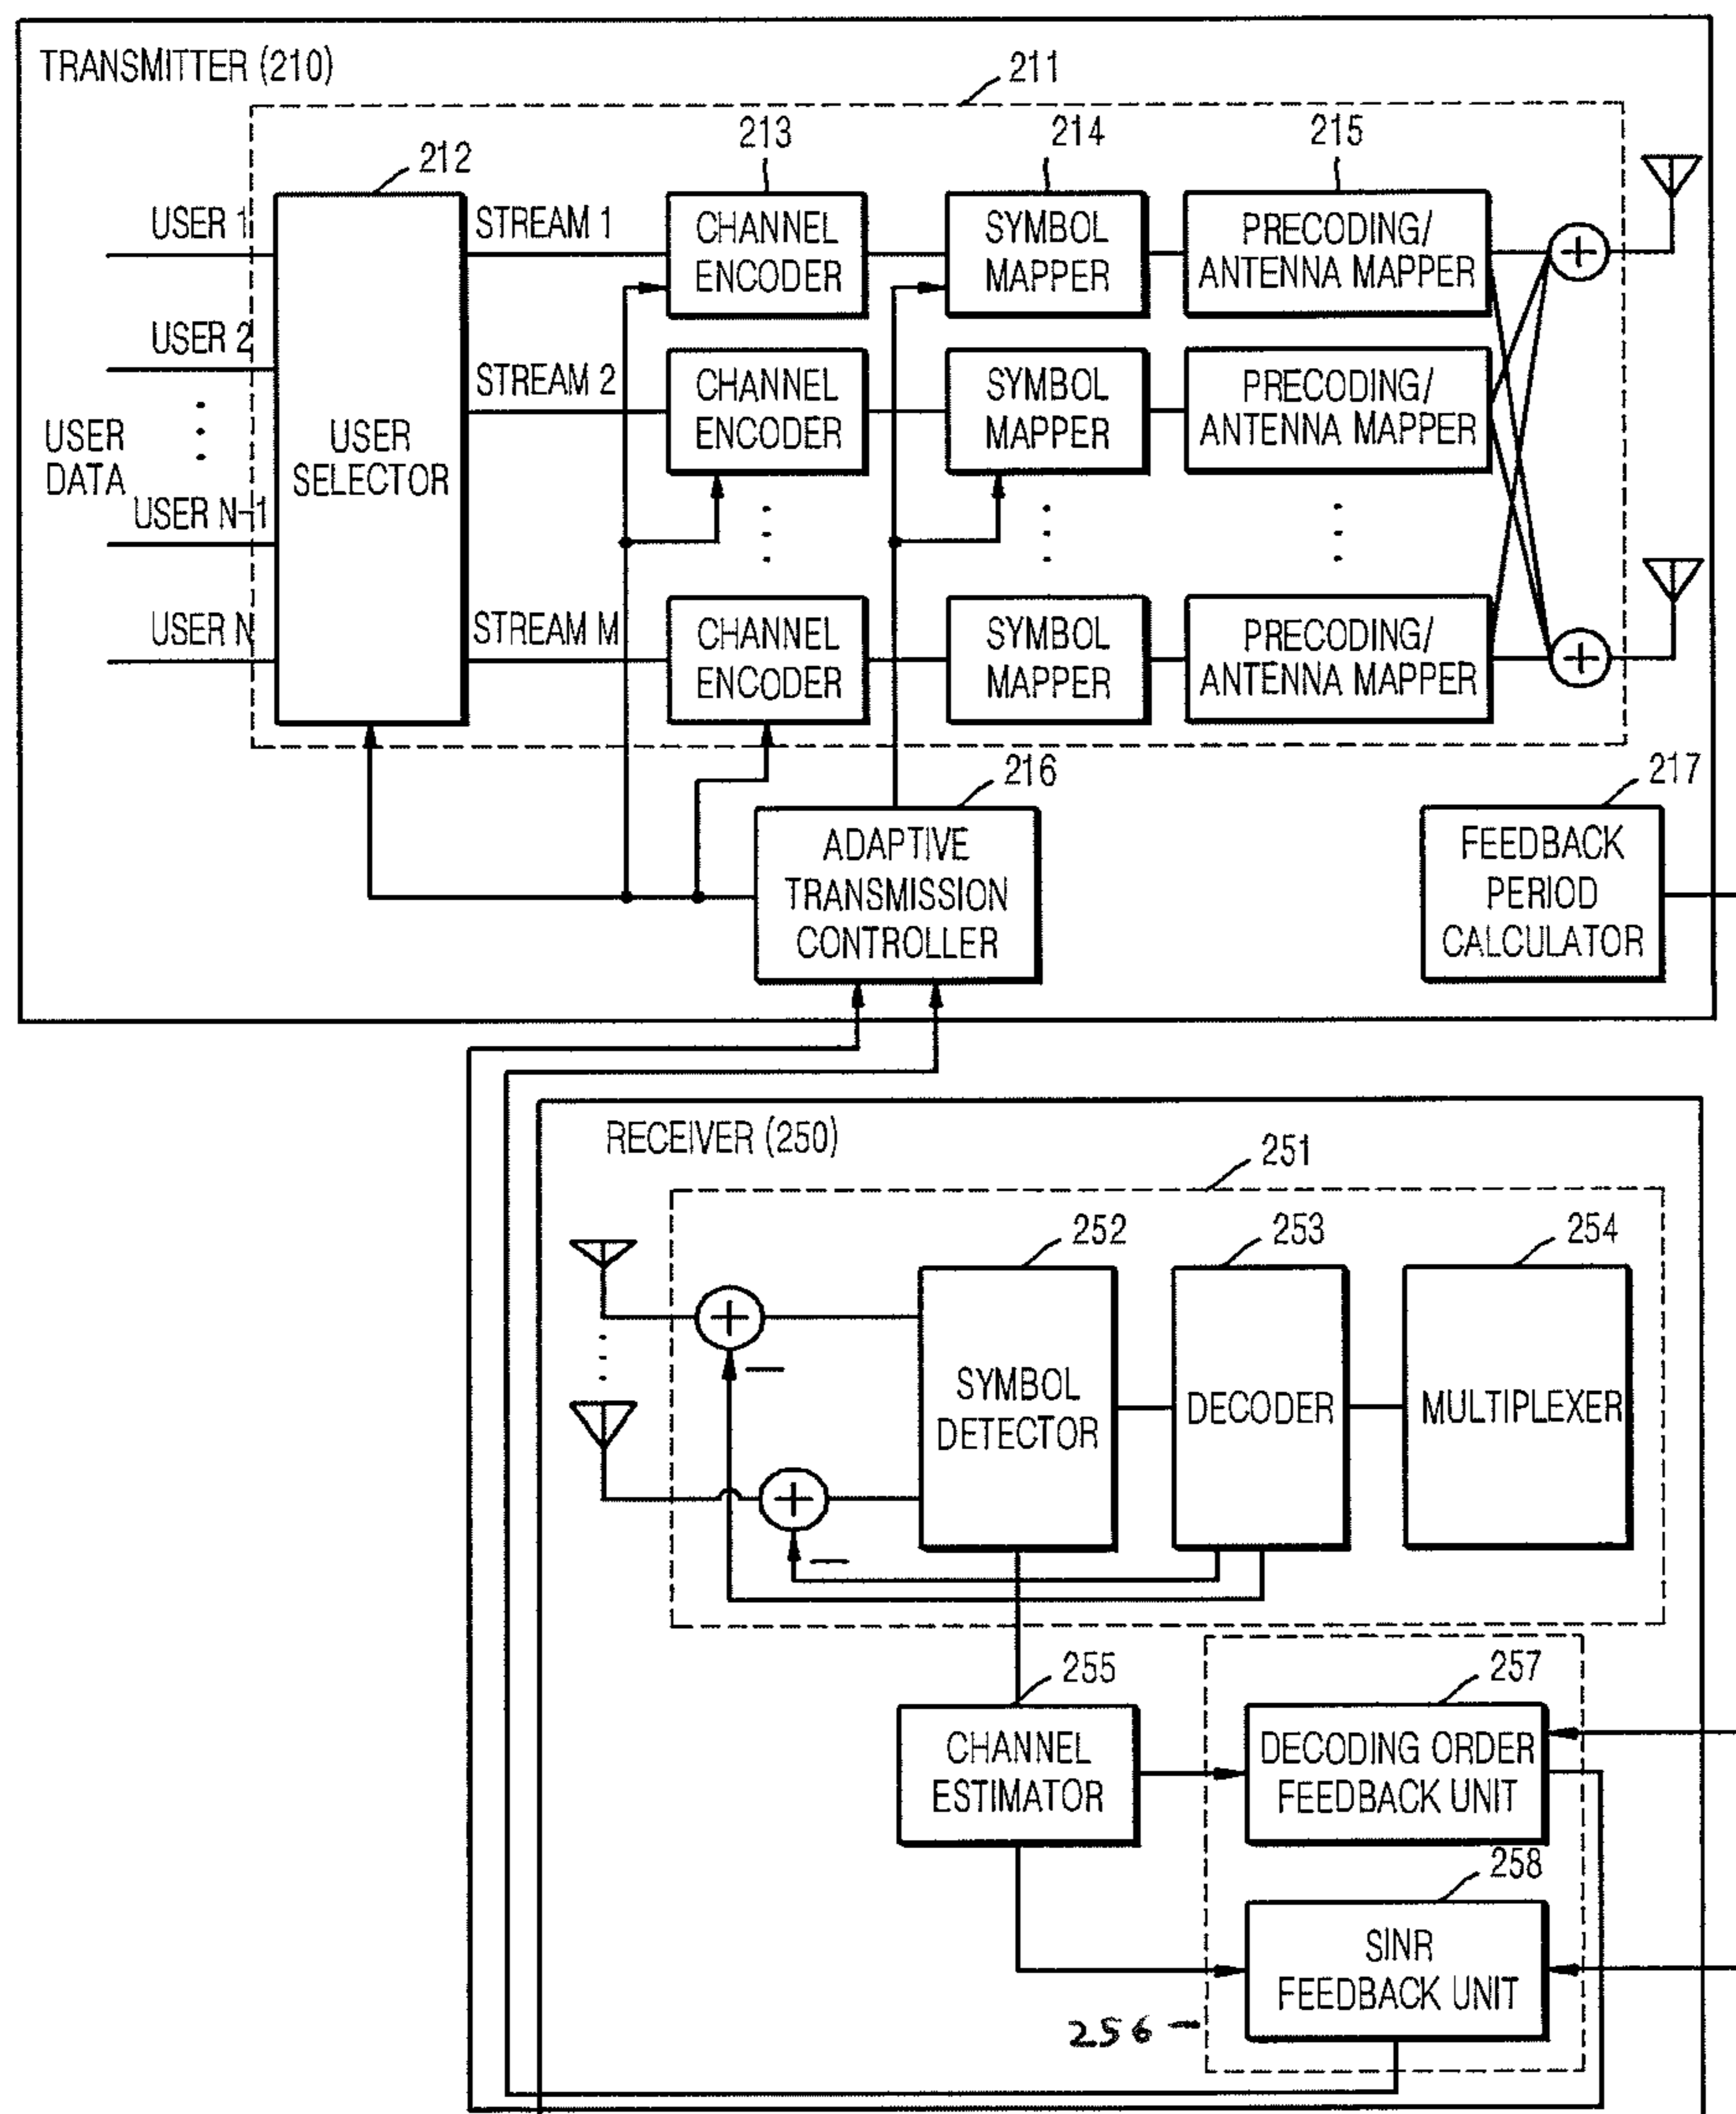 TRANSMITTER (210)
211
212
213
214
215
USER 1
STREAM 1
CHANNEL
ENCODER
SYMBOL
MAPPER
PRECODING/
ANTENNA MAPPER
USER 2
STREAM 2
CHANNEL
ENCODER
SYMBOL
MAPPER
PRECODING/
ANTENNA MAPPER
USER
DATA
USER
SELECTOR
USER N-1
USER N
STREAM M
CHANNEL
ENCODER
SYMBOL
MAPPER
PRECODING/
ANTENNA MAPPER
216
217
ADAPTIVE
TRANSMISSION
CONTROLLER
FEEDBACK
PERIOD
CALCULATOR
RECEIVER (250)
251
252
253
254
SYMBOL
DETECTOR
DECODER
MULTIPLEXER
255
257
CHANNEL
ESTIMATOR
DECODING ORDER
FEEDBACK UNIT
258
SINR
FEEDBACK UNIT
256